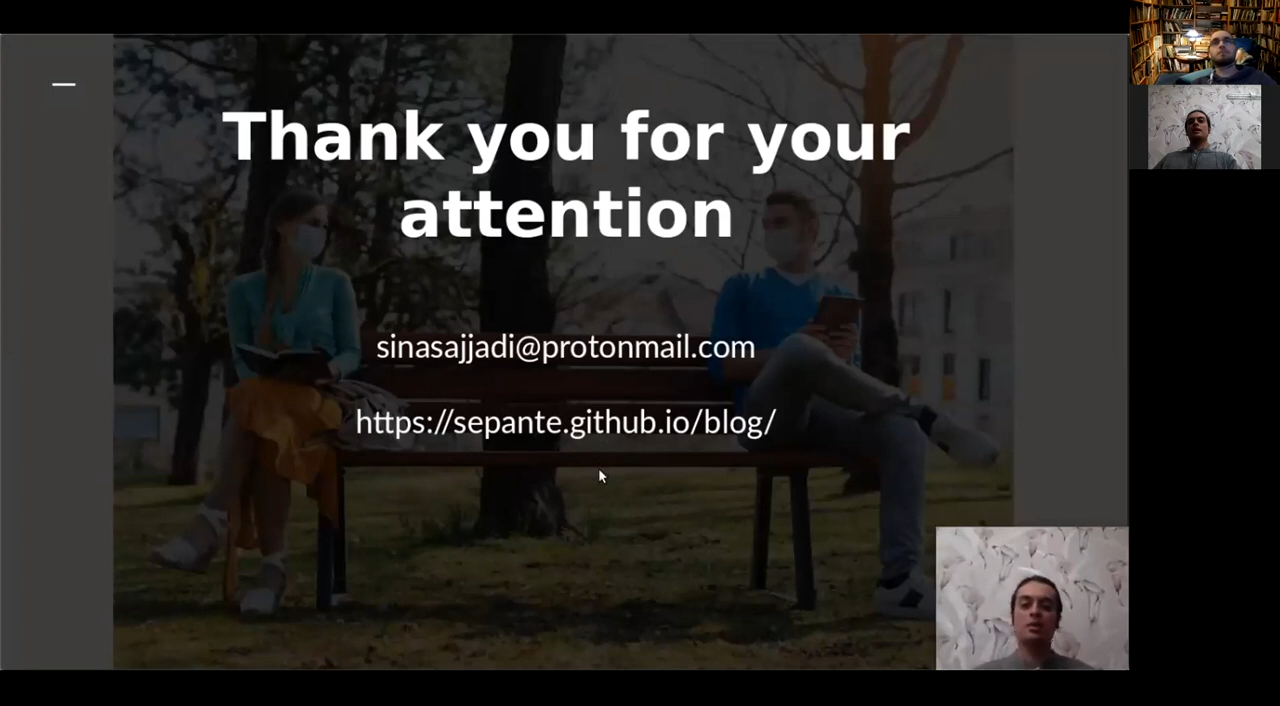 Thank you for your
attention
sinasajjadi@protonmail.com
https://sepante.github.io/blog/